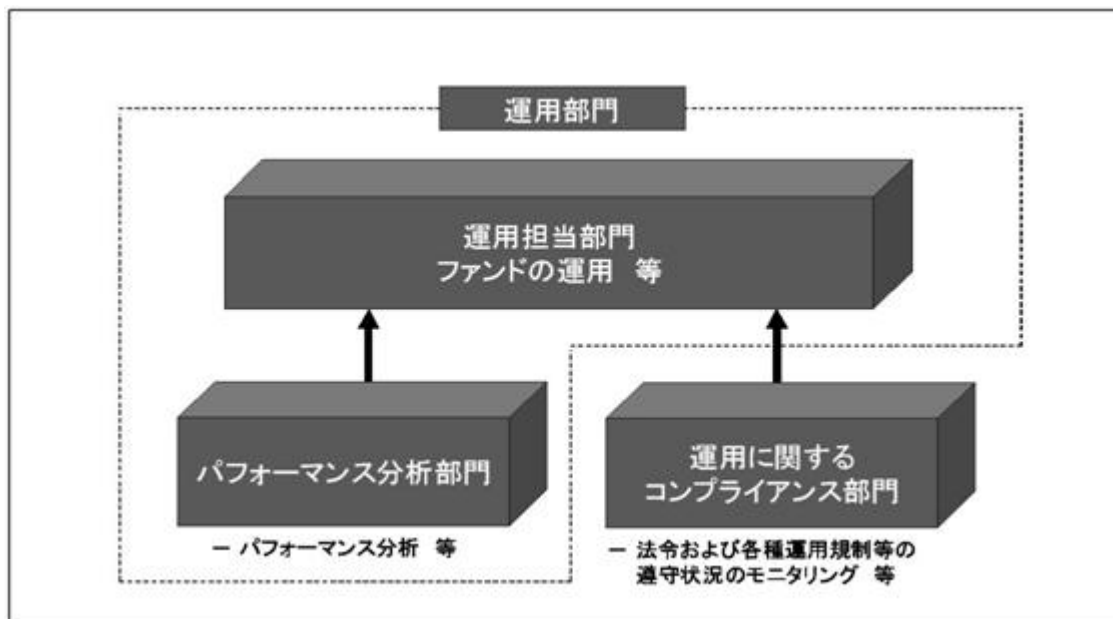 運用部門
運用担当部門
ファンドの運用 等
パフォーマンス分析部門
運用に関する
コンプライアンス部門
ー パフォーマンス分析 等
ー 法令および各種運用規制等の
遵守状況のモニタリング 等